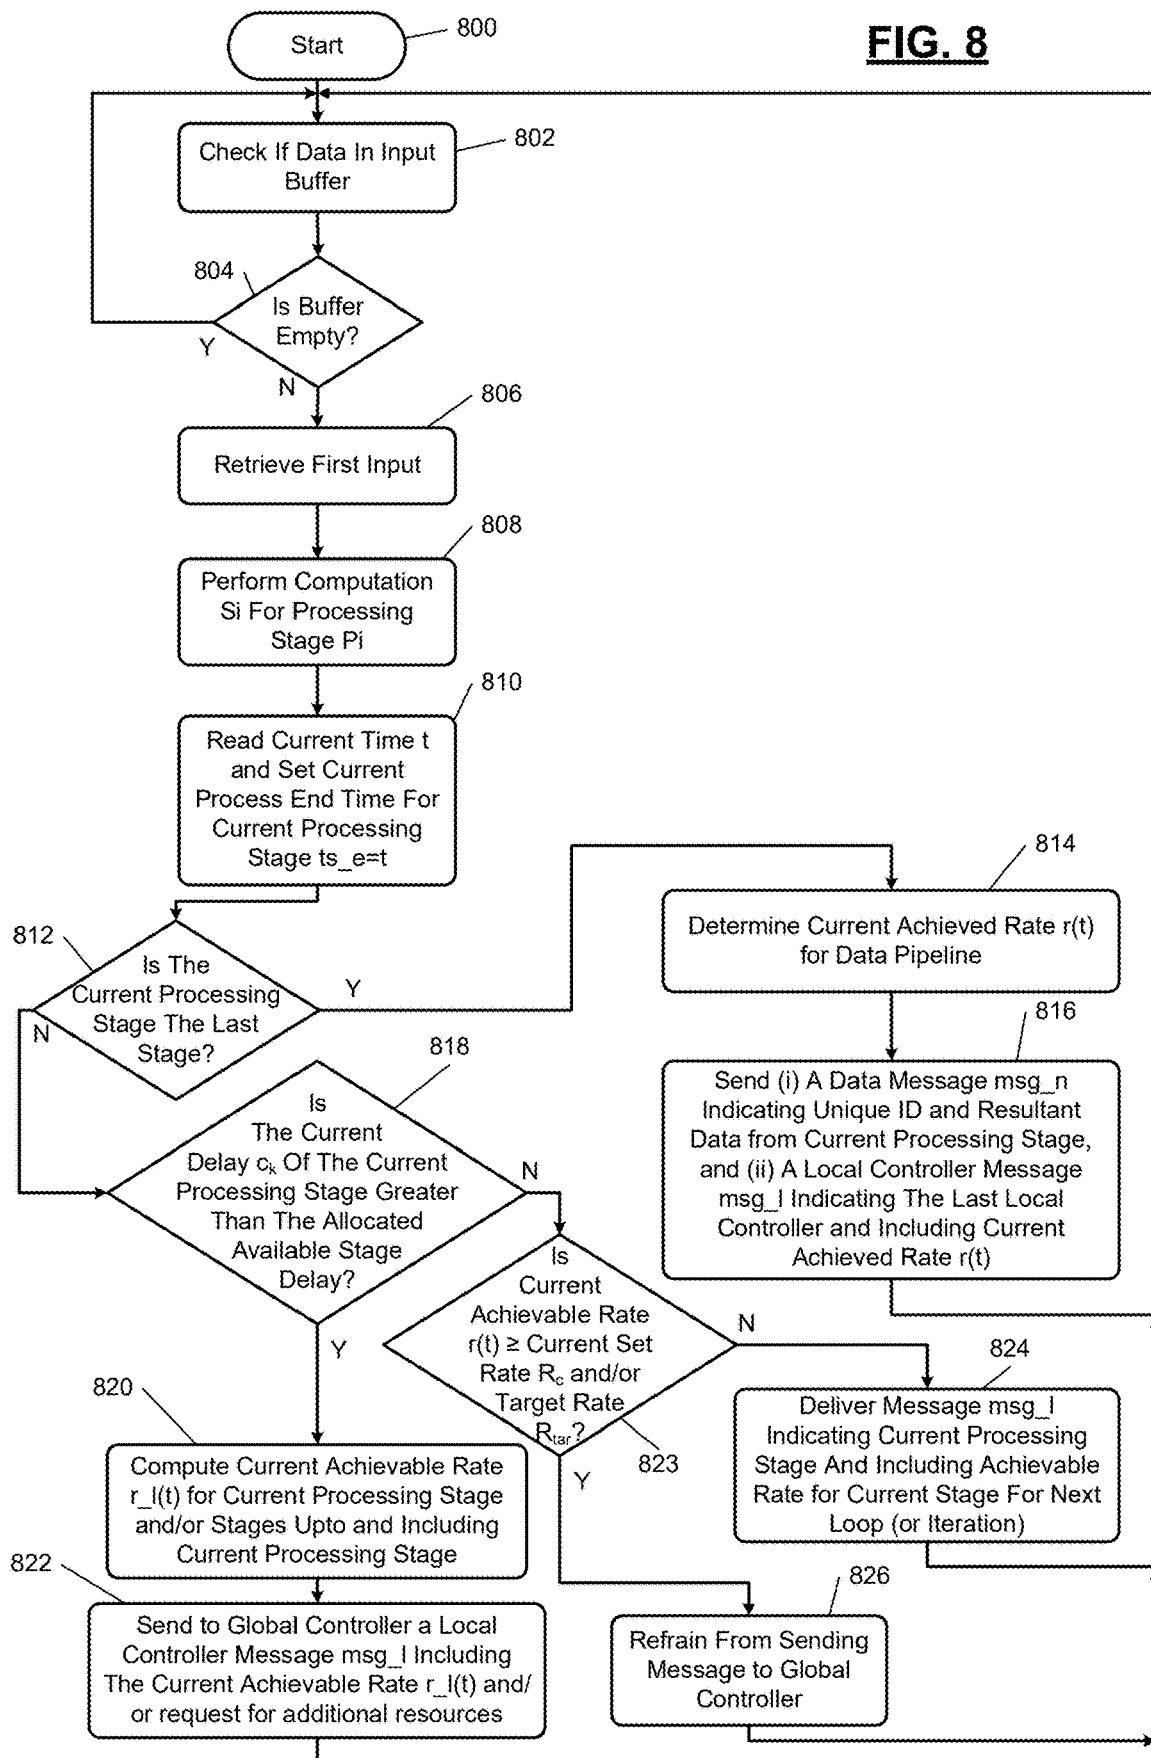 FIG. 8
Start
800
Check If Data In Input
Buffer
802
804
Is Buffer
Empty?
Y
N
806
Retrieve First Input
808
Perform Computation
Si For Processing
Stage Pi
810
Read Current Time t
and Set Current
Process End Time For
Current Processing
Stage ts_e=t
812
Is The
Current Processing
Stage The Last
Stage?
Y
N
814
Determine Current Achieved Rate r(t)
for Data Pipeline
816
Send (i) A Data Message msg_n
Indicating Unique ID and Resultant
Data from Current Processing Stage,
and (ii) A Local Controller Message
msg_l Indicating The Last Local
Controller and Including Current
Achieved Rate r(t)
818
Is
The Current
Delay cₖ Of The Current
Processing Stage Greater
Than The Allocated
Available Stage
Delay?
N
Y
Is
Current
Achievable Rate
r(t) ≥ Current Set
Rate R_c and/or
Target Rate
R_tar?
N
823
Y
820
Compute Current Achievable Rate
r_l(t) for Current Processing Stage
and/or Stages Upto and Including
Current Processing Stage
822
Send to Global Controller a Local
Controller Message msg_l Including
The Current Achievable Rate r_l(t) and/
or request for additional resources
824
Deliver Message msg_l
Indicating Current Processing
Stage And Including Achievable
Rate for Current Stage For Next
Loop (or Iteration)
826
Refrain From Sending
Message to Global
Controller